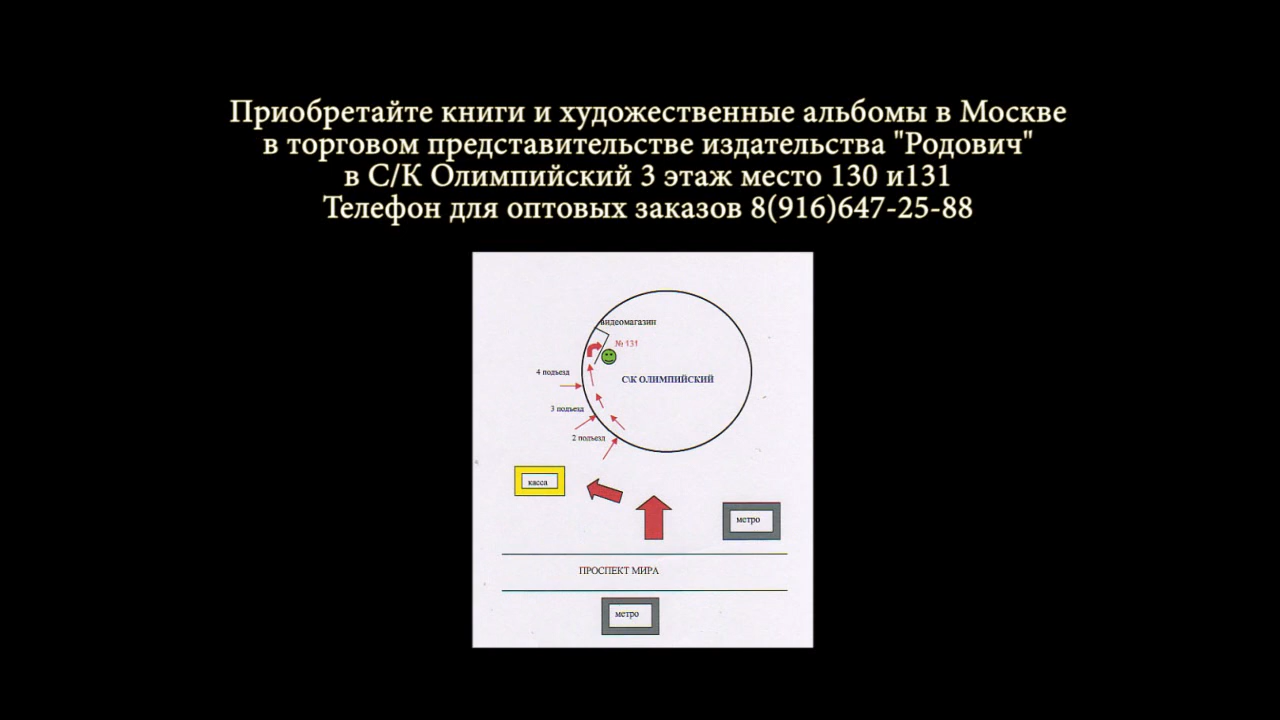 Приобретайте книги и художественные альбомы в Москве
в торговом представительстве издательства "Родович"
в С/К Олимпийский 3 этаж место 130 и131
Телефон для оптовых заказов 8(916)647-25-88
видеомагазин
№ 131
4 подъезд
С\К ОЛИМПИЙСКИЙ
3 подъезд
2 подъезд
касса
метро
ПРОСПЕКТ МИРА
метро